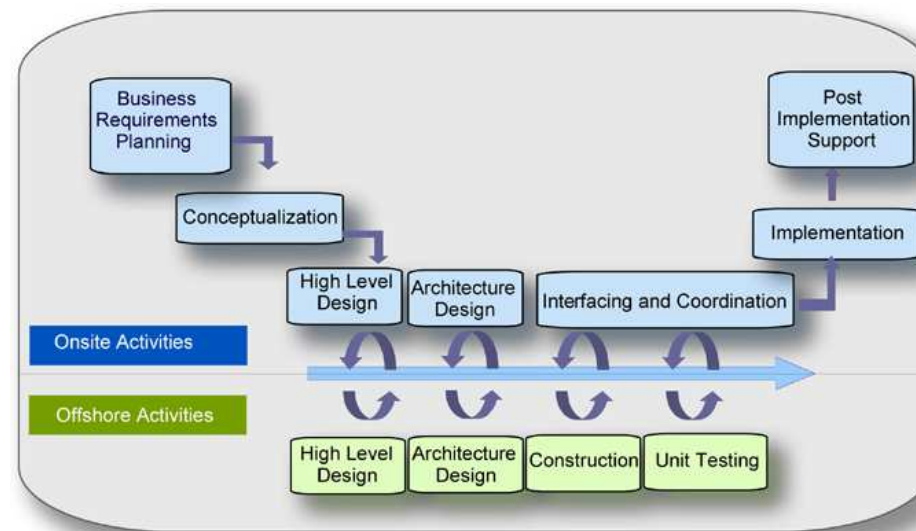 Business
Requirements
Planning
Post
Implementation
Support
Conceptualization
Implementation
High Level
Design
Architecture
Design
Interfacing and Coordination
Onsite Activities
Offshore Activities
High Level
Design
Architecture
Design
Construction
Unit Testing